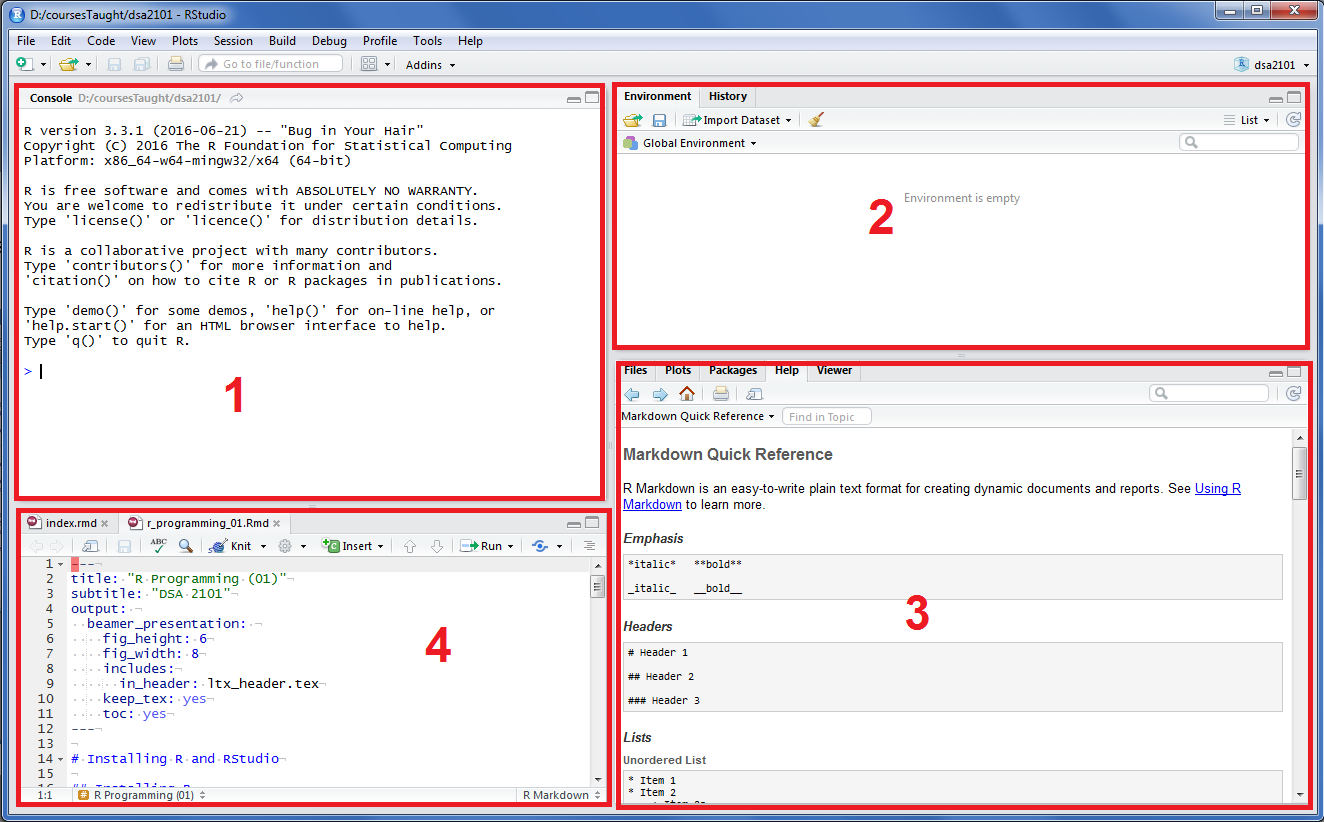 D:/coursesTaught/dsa2101 - RStudio
File Edit Code View Plots Session Build Debug Profile Tools Help
Go to file/function Addins dsa2101
Console D:/coursesTaught/dsa2101/
R version 3.3.1 (2016-06-21) -- "Bug in Your Hair"
Copyright (C) 2016 The R Foundation for Statistical Computing
Platform: x86_64-w64-mingw32/x64 (64-bit)
R is free software and comes with ABSOLUTELY NO WARRANTY.
You are welcome to redistribute it under certain conditions.
Type 'license()' or 'licence()' for distribution details.
R is a collaborative project with many contributors.
Type 'contributors()' for more information and
'citation()' on how to cite R or R packages in publications.
Type 'demo()' for some demos, 'help()' for on-line help, or
'help.start()' for an HTML browser interface to help.
Type 'q()' to quit R.
>
1
Environment History
Import Dataset List
Global Environment
Environment is empty
2
Files Plots Packages Help Viewer
Markdown Quick Reference Find in Topic
Markdown Quick Reference
R Markdown is an easy-to-write plain text format for creating dynamic documents and reports. See Using R
Markdown to learn more.
Emphasis
*italic* **bold**
_italic_ __bold__
3
Headers
# Header 1
## Header 2
### Header 3
Lists
Unordered List
* Item 1
* Item 2
index.rmd r_programming_01.Rmd
ABC Knit Insert Run
1 ---
2 title: "R Programming (01)"
3 subtitle: "DSA 2101"
4 output:
5 beamer_presentation:
6 fig_height: 6
7 fig_width: 8
8 includes:
9 in_header: ltx_header.tex
10 keep_tex: yes
11 toc: yes
12 ---
13
14 # Installing R and RStudio
15
4
1:1 # R Programming (01) R Markdown